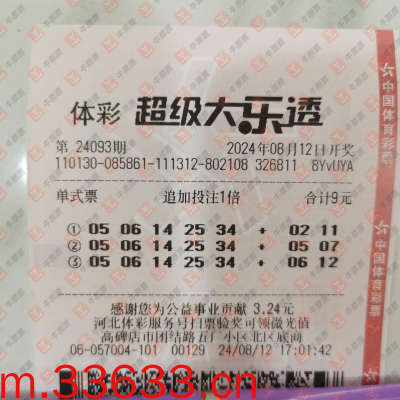 体彩 超级大乐透
第 24093期 2024年08月12日开奖
110130-085861-111312-802108 326811 8YvUYA
单式票 追加投注1倍 合计9元
① 05 06 14 25 34 + 02 11
② 05 06 14 25 34 + 05 07
③ 05 06 14 25 34 + 06 12
感谢您为公益事业贡献 3.24元
河北体彩服务号扫票验奖可领激光值
高碑店市团结路五厂小区北区底商
06-057004-101 00129 24/08/12 17:01:42
中国体育彩票
中国体育彩票
m.33633.cn